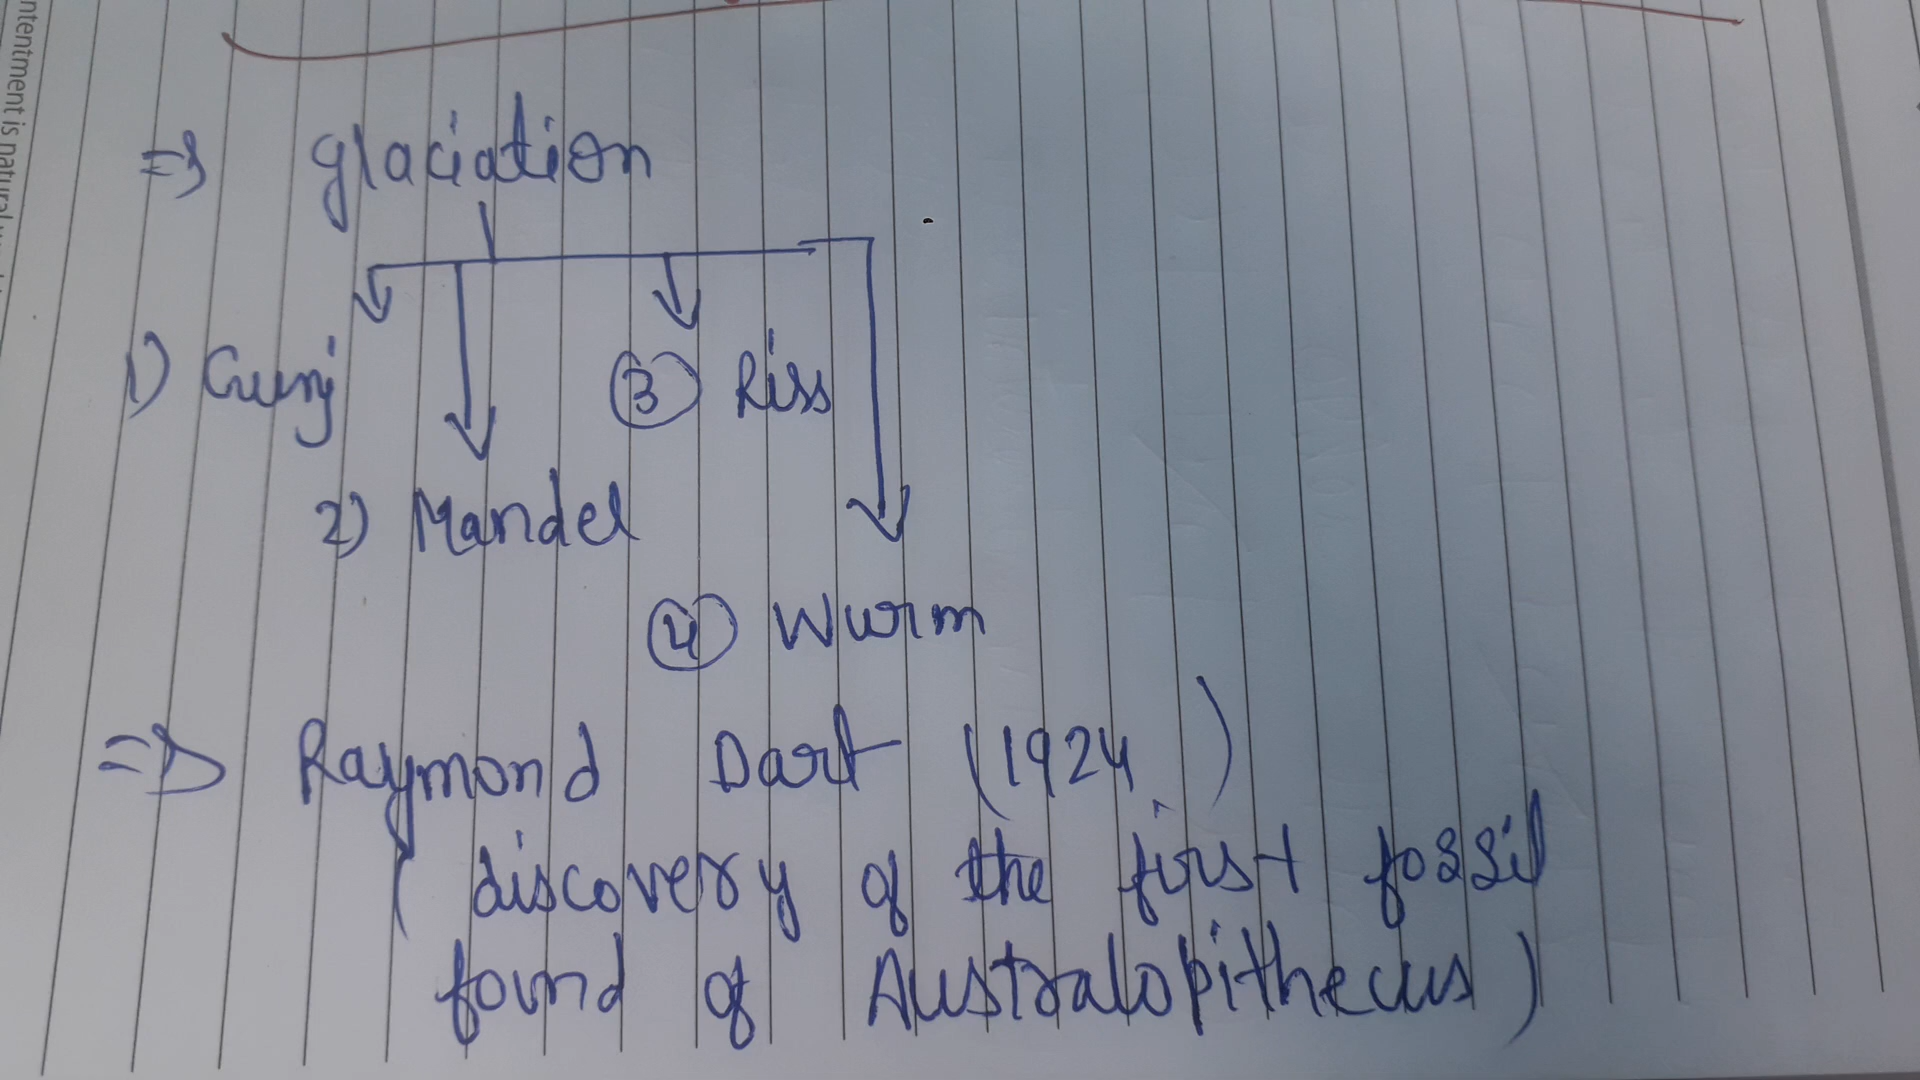 => glaciation
1) Gunj
③ Riss
2) Mandel
④ Wurm
=> Raymond Dart (1924)
( discovery of the first fossil
found of Australopithecus )
ntentment is natural